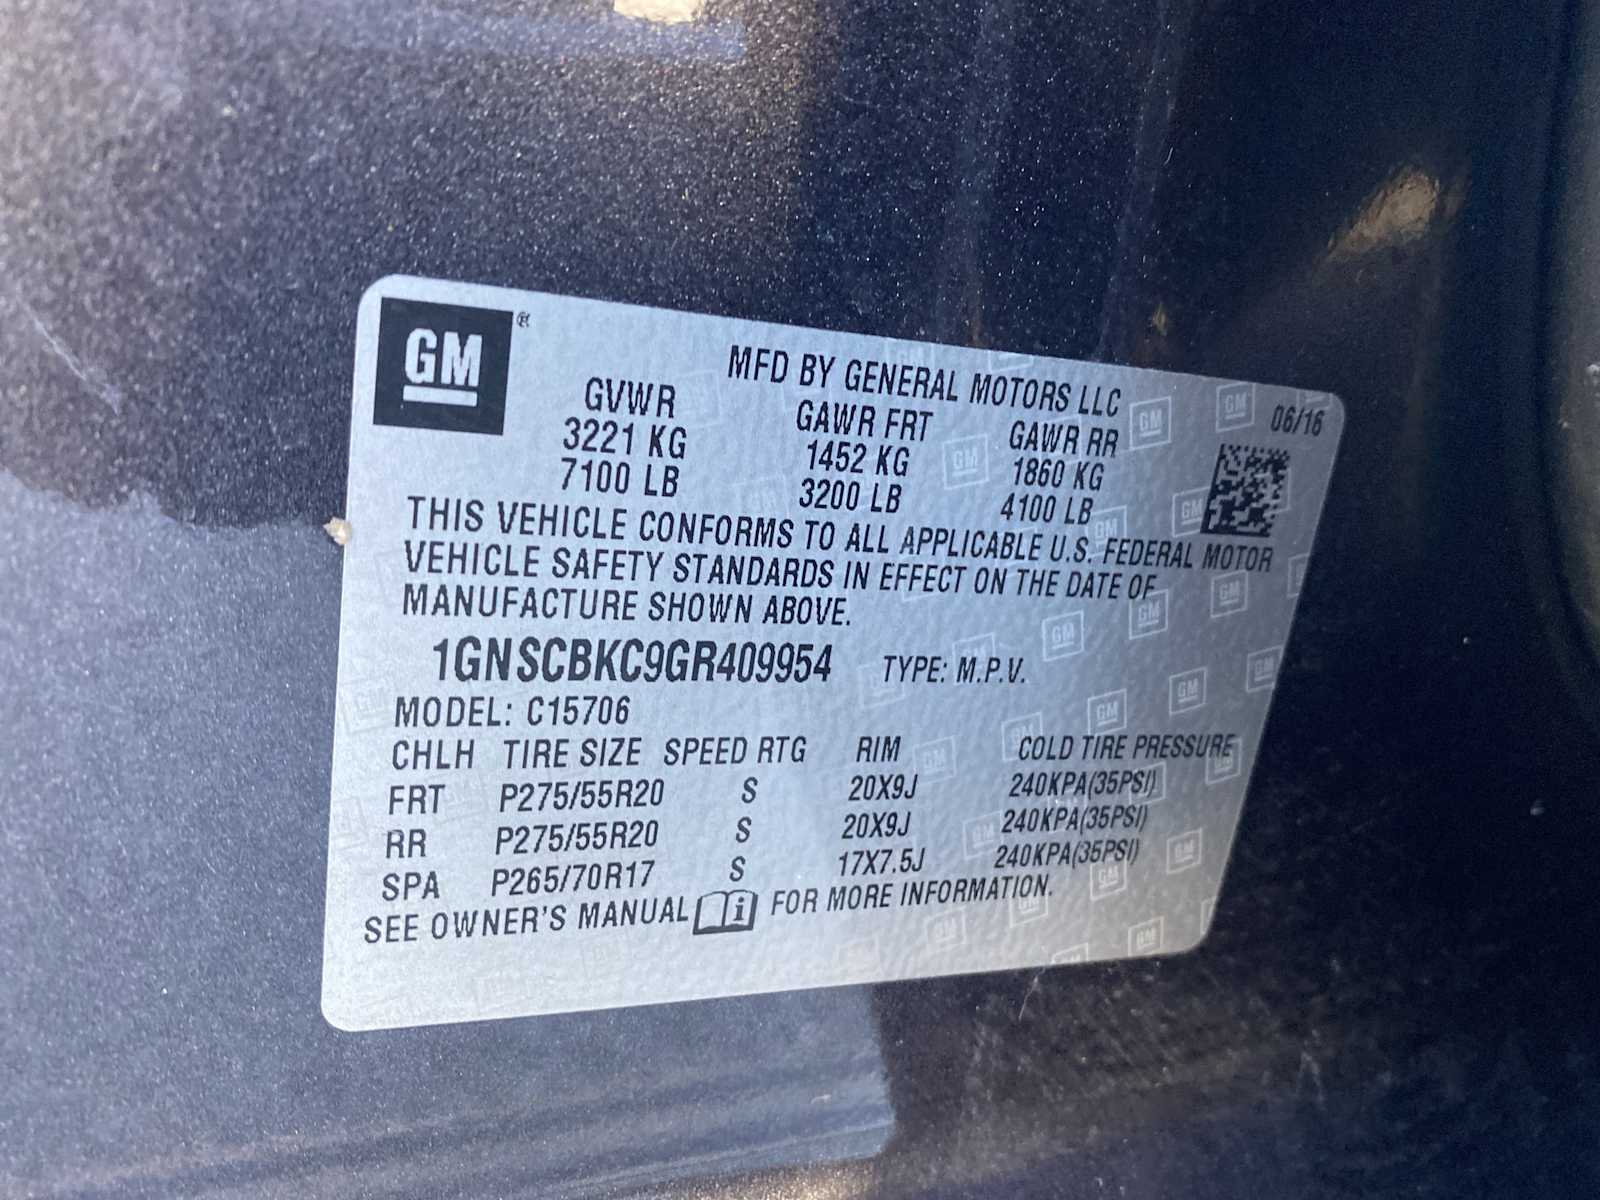 GM®
MFD BY GENERAL MOTORS LLC
06/16
GVWR GAWR FRT GAWR RR
3221 KG 1452 KG 1860 KG
7100 LB 3200 LB 4100 LB
THIS VEHICLE CONFORMS TO ALL APPLICABLE U.S. FEDERAL MOTOR
VEHICLE SAFETY STANDARDS IN EFFECT ON THE DATE OF
MANUFACTURE SHOWN ABOVE.
1GNSCBKC9GR409954 TYPE: M.P.V.
MODEL: C15706
CHLH TIRE SIZE SPEED RTG RIM COLD TIRE PRESSURE
FRT P275/55R20 S 20X9J 240KPA(35PSI)
RR P275/55R20 S 20X9J 240KPA(35PSI)
SPA P265/70R17 S 17X7.5J 240KPA(35PSI)
SEE OWNER'S MANUAL i FOR MORE INFORMATION.